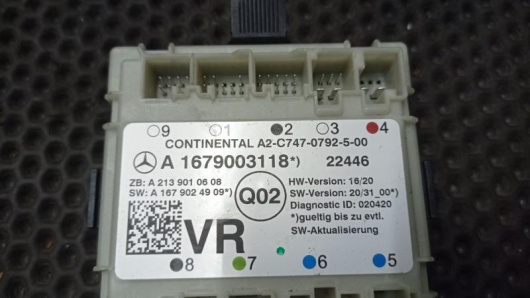 9 1 2 3 4
CONTINENTAL A2-C747-0792-5-00
A 1679003118*) 22446
ZB: A 213 901 06 08
SW: A 167 902 49 09*)
Q02
HW-Version: 16/20
SW-Version: 20/31_00*)
Diagnostic ID: 020420
*)gueltig bis zu evtl.
SW-Aktualisierung
VR
8 7 6 5